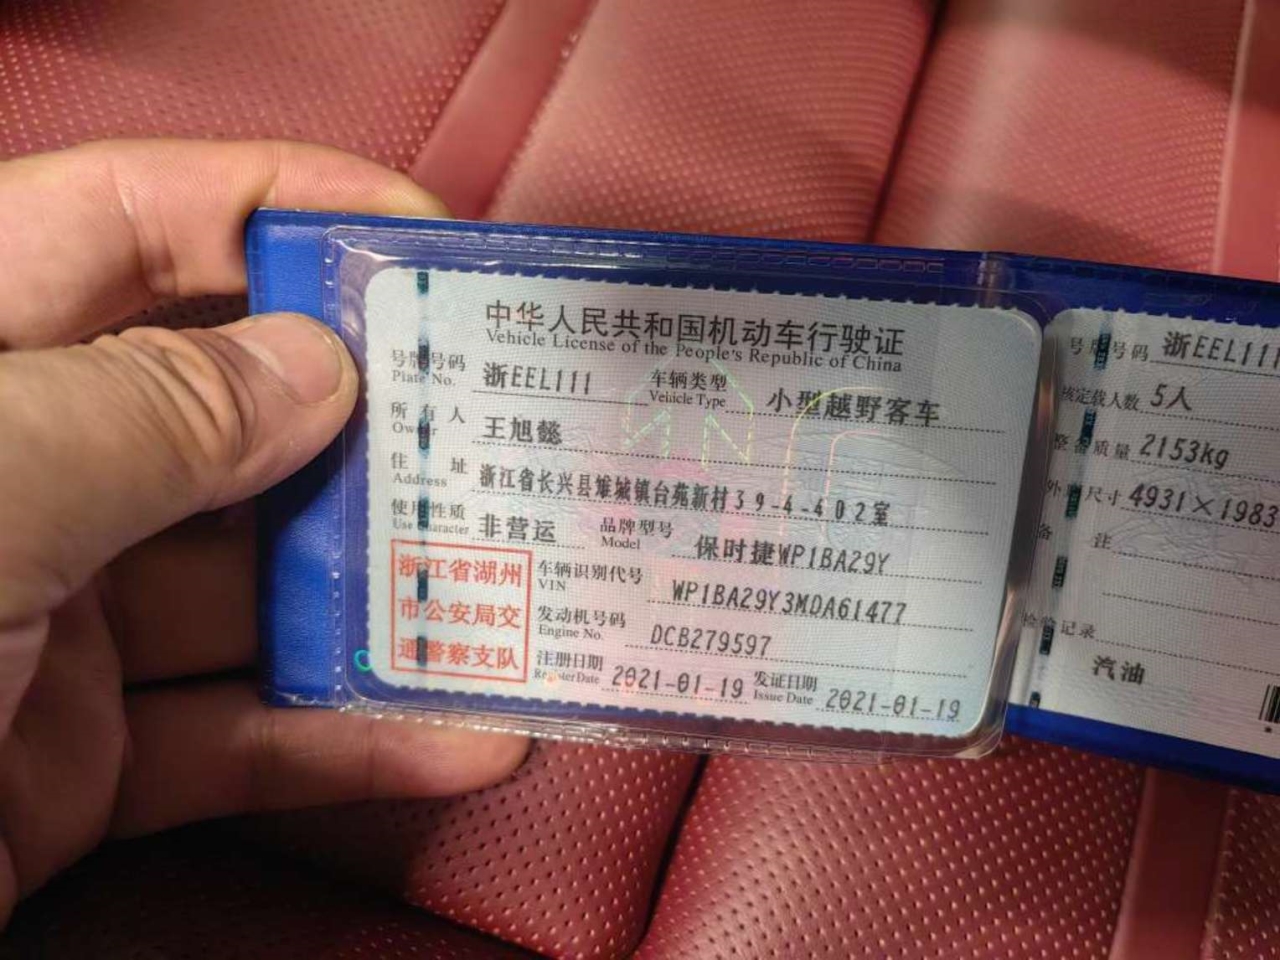 中华人民共和国机动车行驶证
Vehicle License of the People's Republic of China
号牌号码 浙EEL111 车辆类型 小型越野客车
Plate No. Vehicle Type
所有人 王旭懿
Owner
住址 浙江省长兴县雉城镇台苑新村39-4-402室
Address
使用性质 非营运 品牌型号 保时捷WP1BA29Y
Use Character Model
浙江省湖州
市公安局交
通警察支队
车辆识别代号 WP1BA29Y3MDA61477
VIN
发动机号码 DCB279597
Engine No.
注册日期 2021-01-19 发证日期 2021-01-19
Register Date Issue Date
号牌号码 浙EEL111
核定载人数 5人
整备质量 2153kg
外廓尺寸 4931×1983
备注
检验记录
汽油